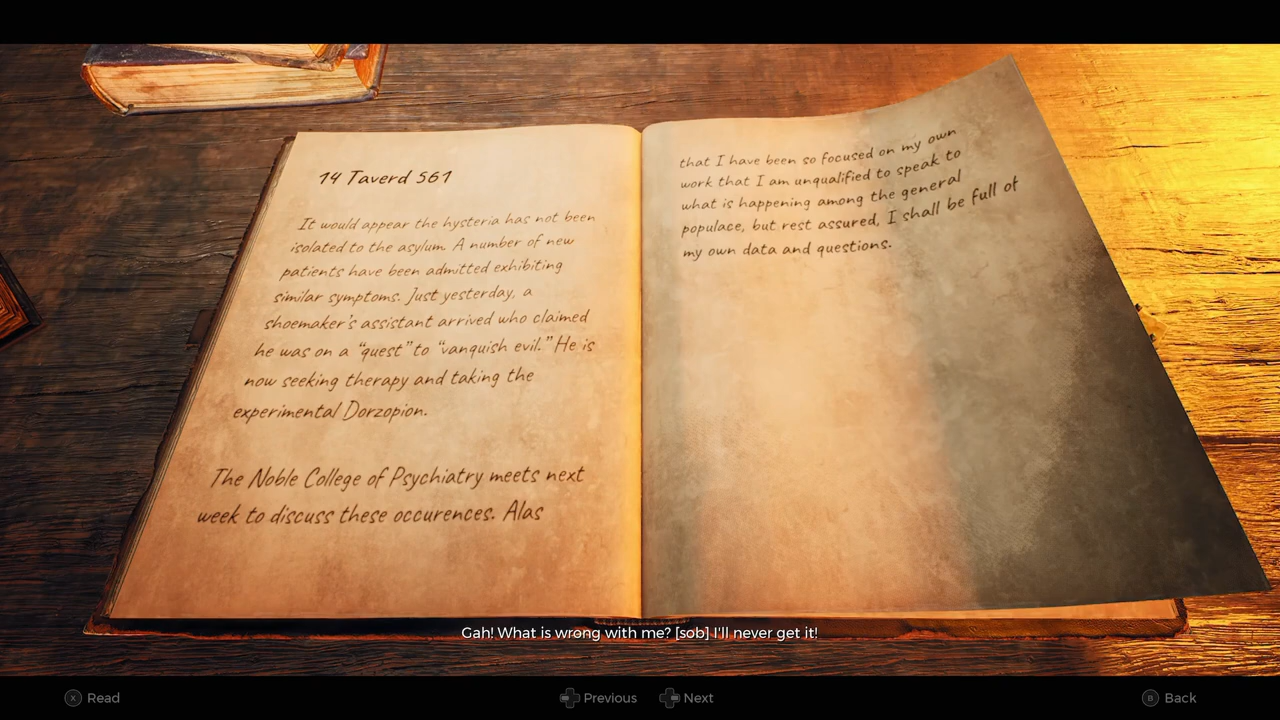 14 Taverd 561
It would appear the hysteria has not been
isolated to the asylum. A number of new
patients have been admitted exhibiting
similar symptoms. Just yesterday, a
shoemaker's assistant arrived who claimed
he was on a "quest" to "vanquish evil." He is
now seeking therapy and taking the
experimental Dorzopion.
The Noble College of Psychiatry meets next
week to discuss these occurences. Alas
that I have been so focused on my own
work that I am unqualified to speak to
what is happening among the general
populace, but rest assured, I shall be full of
my own data and questions.
Gah! What is wrong with me? [sob] I'll never get it!
X Read
Previous
Next
B Back